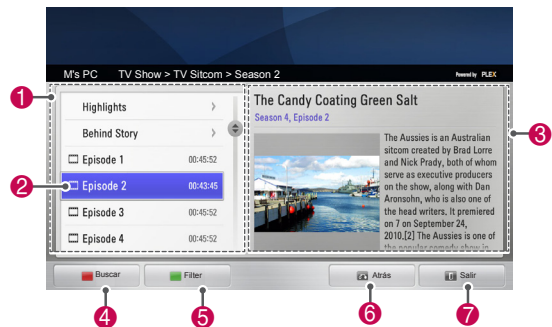 M's PC TV Show > TV Sitcom > Season 2
Powered by PLEX
1
Highlights >
Behind Story >
Episode 1 00:45:52
2
Episode 2 00:43:45
Episode 3 00:45:52
Episode 4 00:45:52
The Candy Coating Green Salt
Season 4, Episode 2
3
The Aussies is an Australian
sitcom created by Brad Lorre
and Nick Prady, both of whom
serve as executive producers
on the show, along with Dan
Aronsohn, who is also one of
the head writers. It premiered
on 7 on September 24,
2010.[2] The Aussies is one of
the popular comedy show in
Buscar
Filter
Atrás
Salir
4
5
6
7